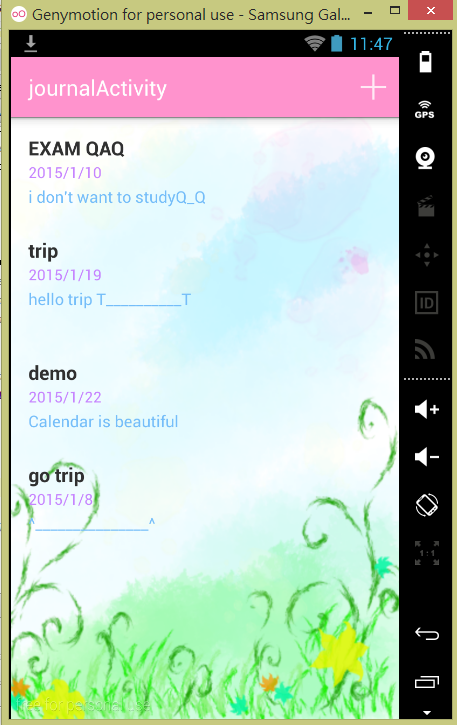 Genymotion for personal use - Samsung Gal...
11:47
journalActivity
GPS
EXAM QAQ
2015/1/10
i don't want to studyQ_Q
trip
2015/1/19
hello trip T_________T
ID
demo
2015/1/22
Calendar is beautiful
go trip
2015/1/8
^______________^
1:1
free for personal use